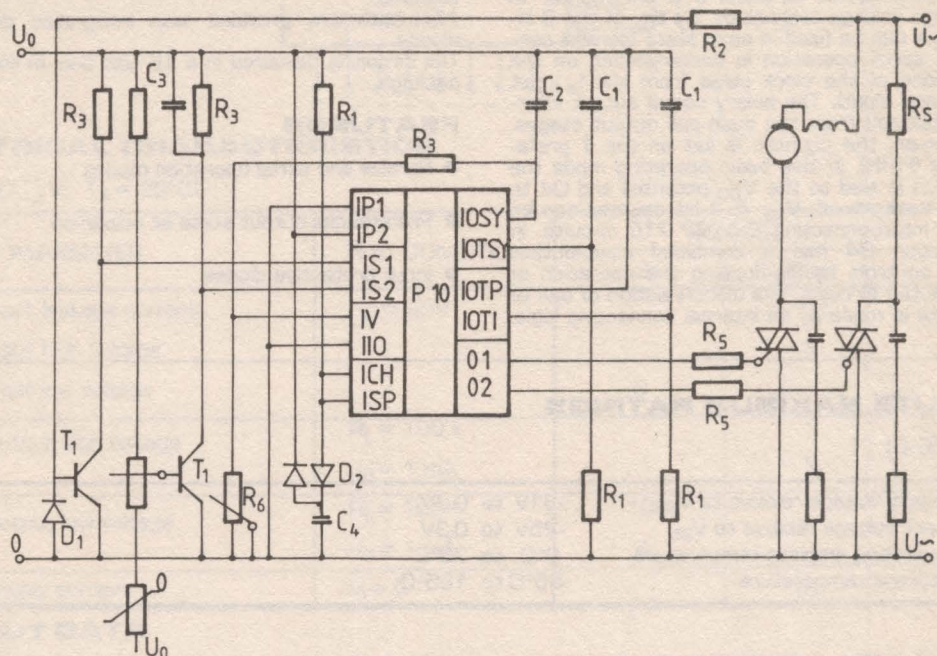 U₀
R₂
U~
R₃
C₃
R₃
R₁
C₂
C₁
C₁
R₅
R₃
IP1
IP2
IS1
IS2
IV
IIO
ICH
ISP
P 10
IOSY
IOTSY
IOTP
IOTI
01
02
R₅
R₅
T₁
T₁
D₁
R₆
D₂
C₄
R₁
R₁
0
U~
0
U₀